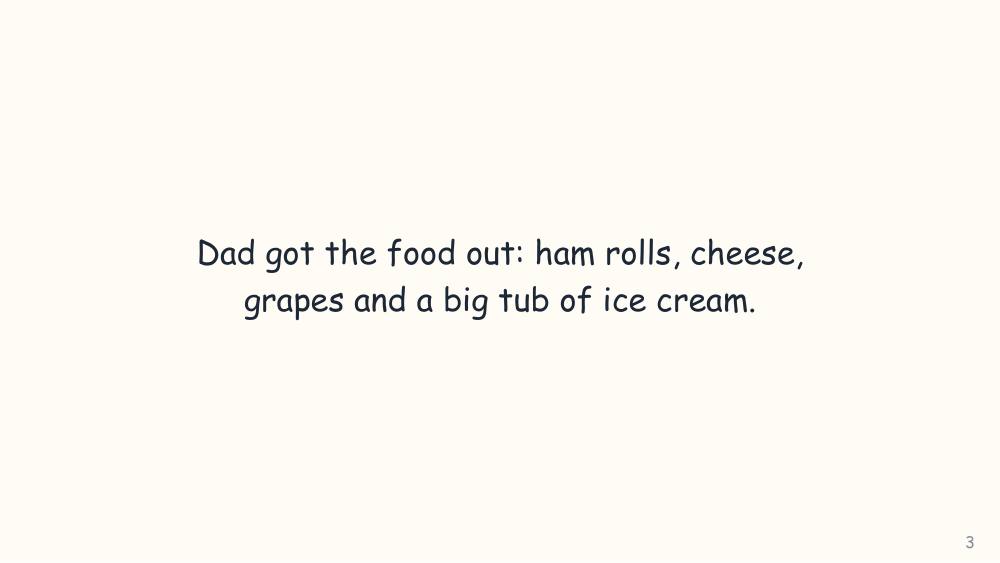 Dad got the food out: ham rolls, cheese,
grapes and a big tub of ice cream.
3